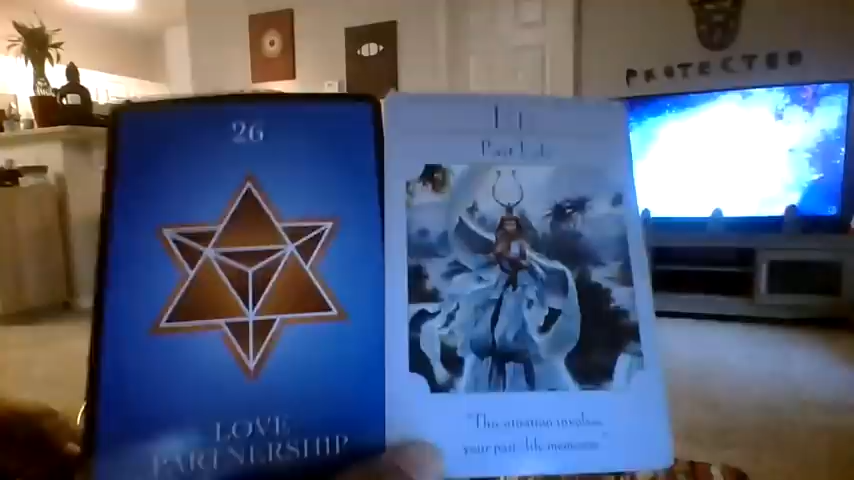 PROTECTED
26
LOVE
PARTNERSHIP
Past Life
"This situation involves
your past-life memories."